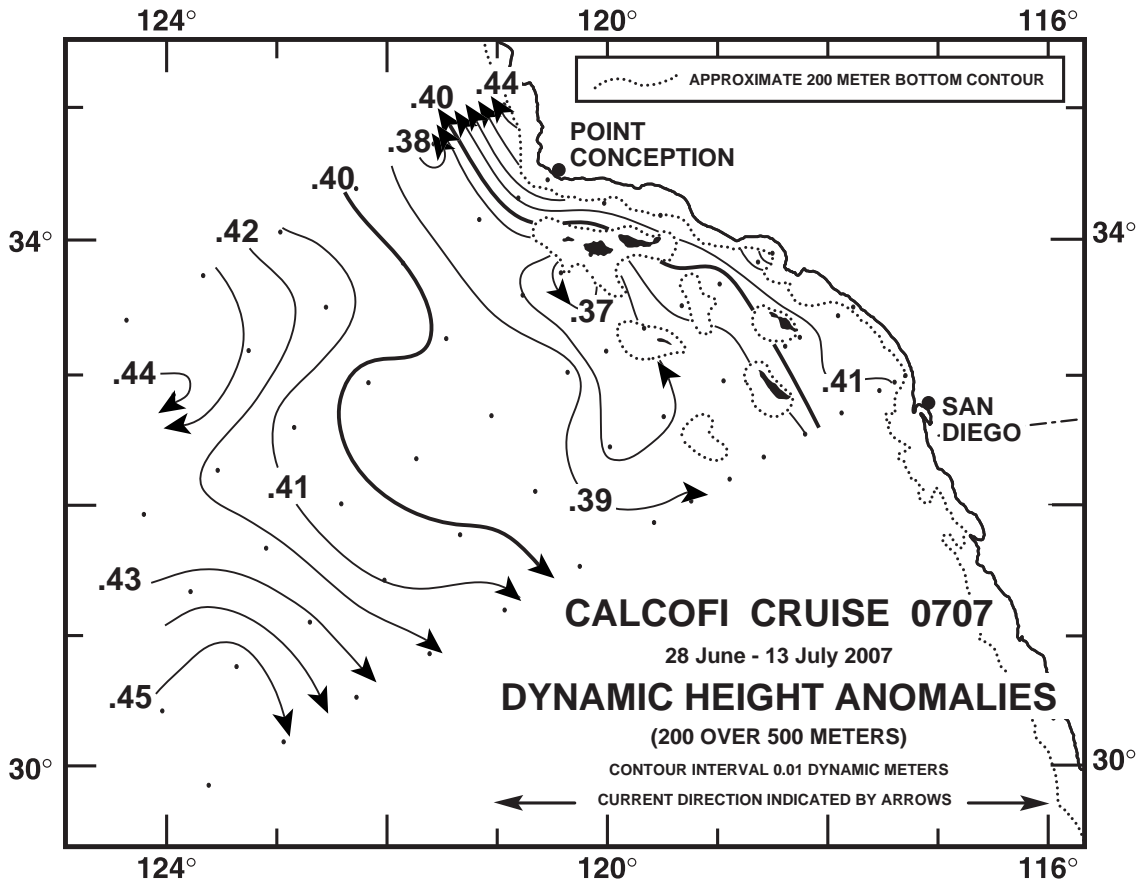 124° 120° 116°
.40 .44
APPROXIMATE 200 METER BOTTOM CONTOUR
.38
POINT
CONCEPTION
.40
.42
34° 34°
.37
.44
.41
SAN
DIEGO
.41
.39
.43
CALCOFI CRUISE 0707
28 June - 13 July 2007
.45
DYNAMIC HEIGHT ANOMALIES
(200 OVER 500 METERS)
30° 30°
CONTOUR INTERVAL 0.01 DYNAMIC METERS
CURRENT DIRECTION INDICATED BY ARROWS
124° 120° 116°